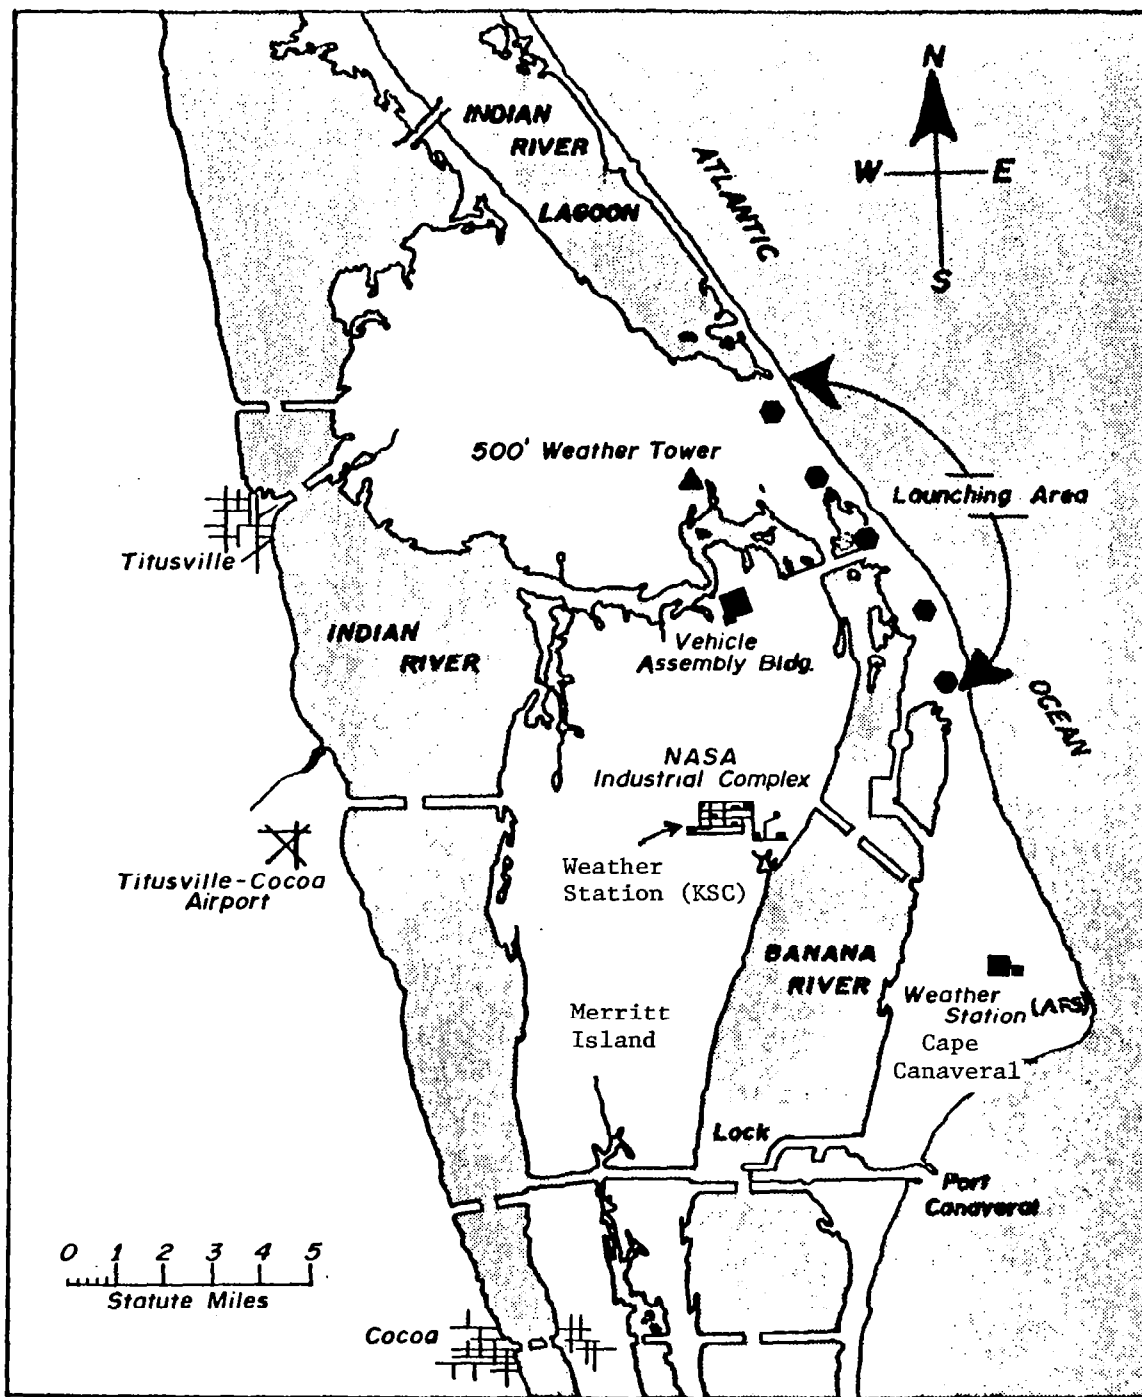 N
INDIAN
RIVER
ATLANTIC
W E
LAGOON
S
500' Weather Tower
Launching Area
Titusville
INDIAN
RIVER
Vehicle
Assembly Bldg.
OCEAN
NASA
Industrial Complex
Weather
Station (KSC)
Titusville-Cocoa
Airport
BANANA
RIVER
Weather
Station (AFS)
Merritt
Island
Cape
Canaveral
Lock
Port
Canaveral
0 1 2 3 4 5
Statute Miles
Cocoa